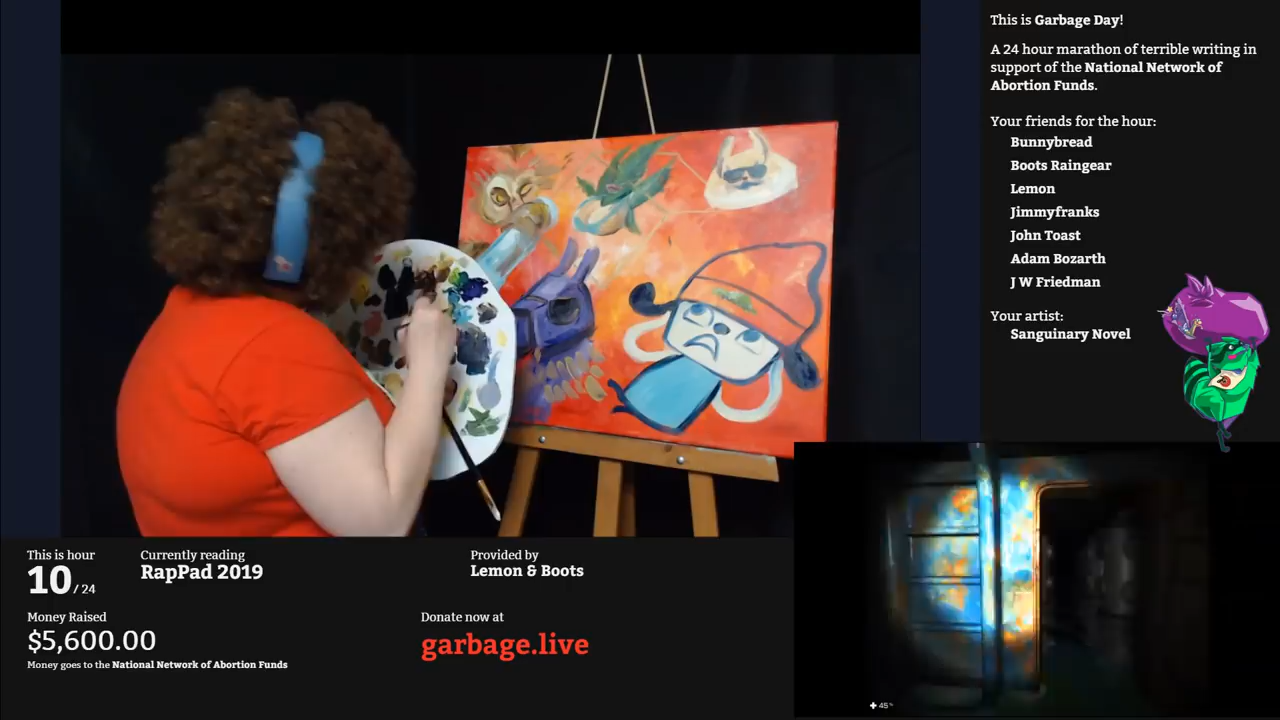 This is Garbage Day!
A 24 hour marathon of terrible writing in
support of the National Network of
Abortion Funds.
Your friends for the hour:
Bunnybread
Boots Raingear
Lemon
Jimmyfranks
John Toast
Adam Bozarth
J W Friedman
Your artist:
Sanguinary Novel
This is hour
10 / 24
Currently reading
RapPad 2019
Provided by
Lemon & Boots
Money Raised
$5,600.00
Money goes to the National Network of Abortion Funds
Donate now at
garbage.live
45